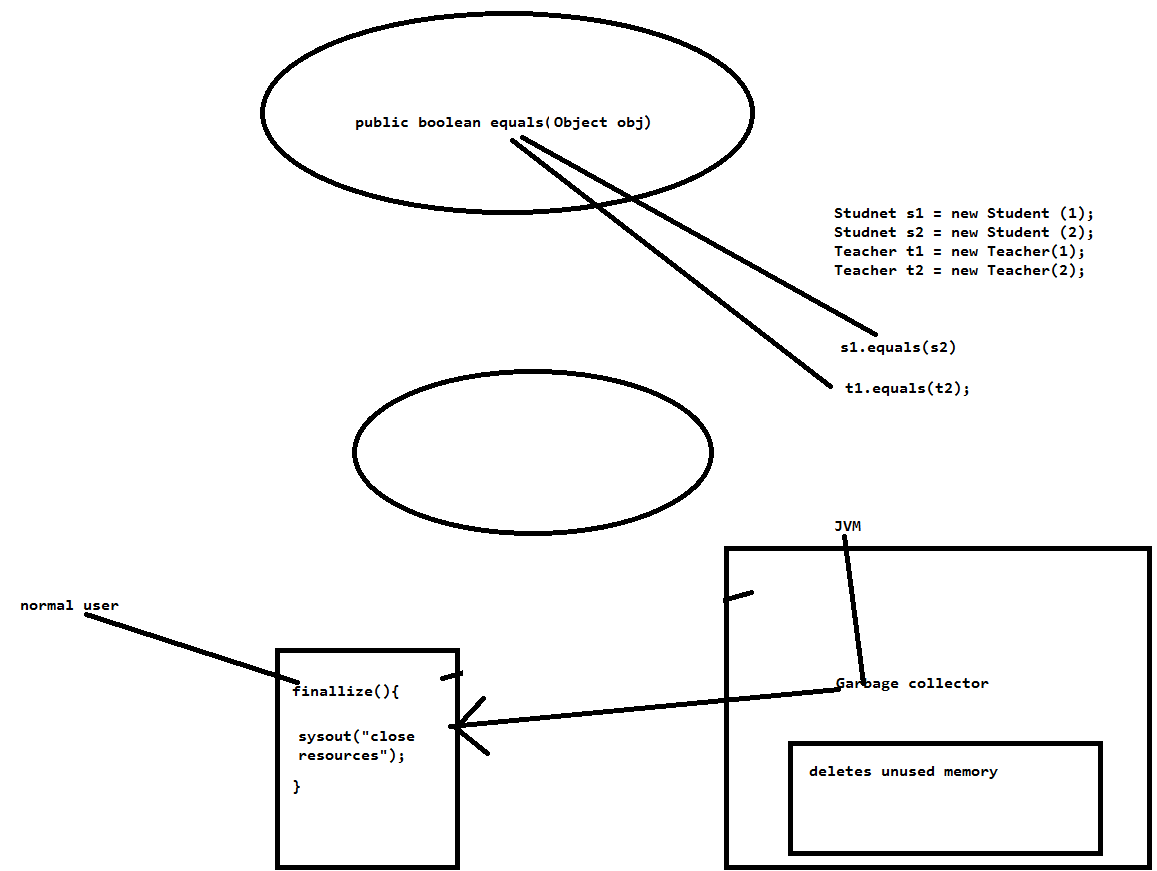 public boolean equals(Object obj)
Studnet s1 = new Student (1);
Studnet s2 = new Student (2);
Teacher t1 = new Teacher(1);
Teacher t2 = new Teacher(2);
s1.equals(s2)
t1.equals(t2);
JVM
normal user
finallize(){
sysout("close
resources");
}
Garbage collector
deletes unused memory